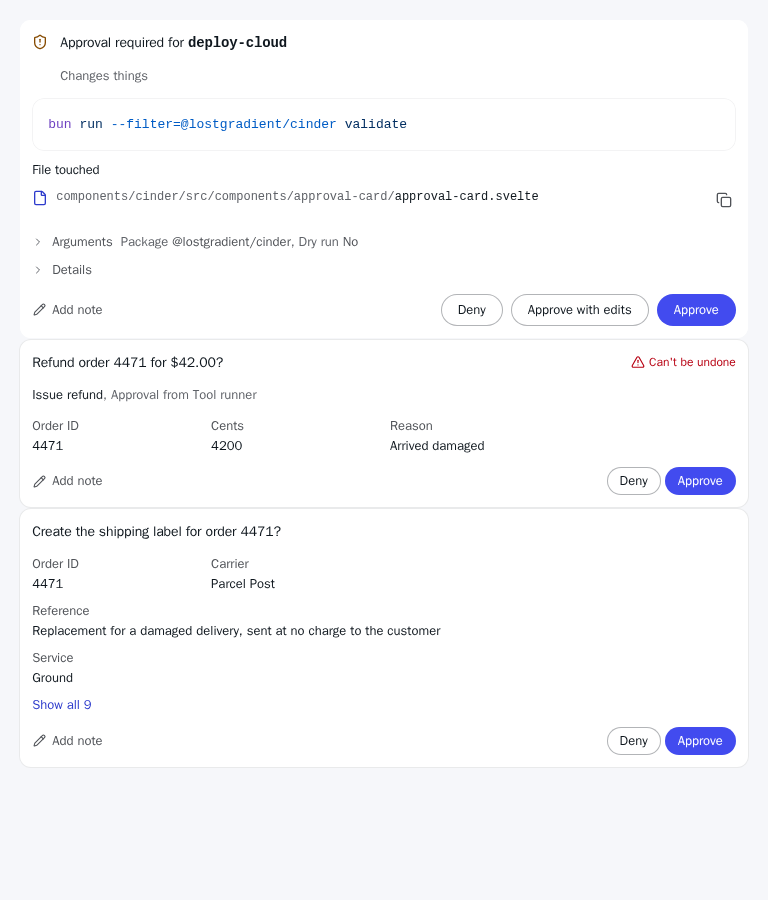 Approval required for deploy-cloud
Changes things
bun run --filter=@lostgradient/cinder validate
File touched
components/cinder/src/components/approval-card/approval-card.svelte
Arguments Package @lostgradient/cinder, Dry run No
Details
Add note Deny Approve with edits Approve
Refund order 4471 for $42.00? Can't be undone
Issue refund, Approval from Tool runner
Order ID Cents Reason
4471 4200 Arrived damaged
Add note Deny Approve
Create the shipping label for order 4471?
Order ID Carrier
4471 Parcel Post
Reference
Replacement for a damaged delivery, sent at no charge to the customer
Service
Ground
Show all 9
Add note Deny Approve